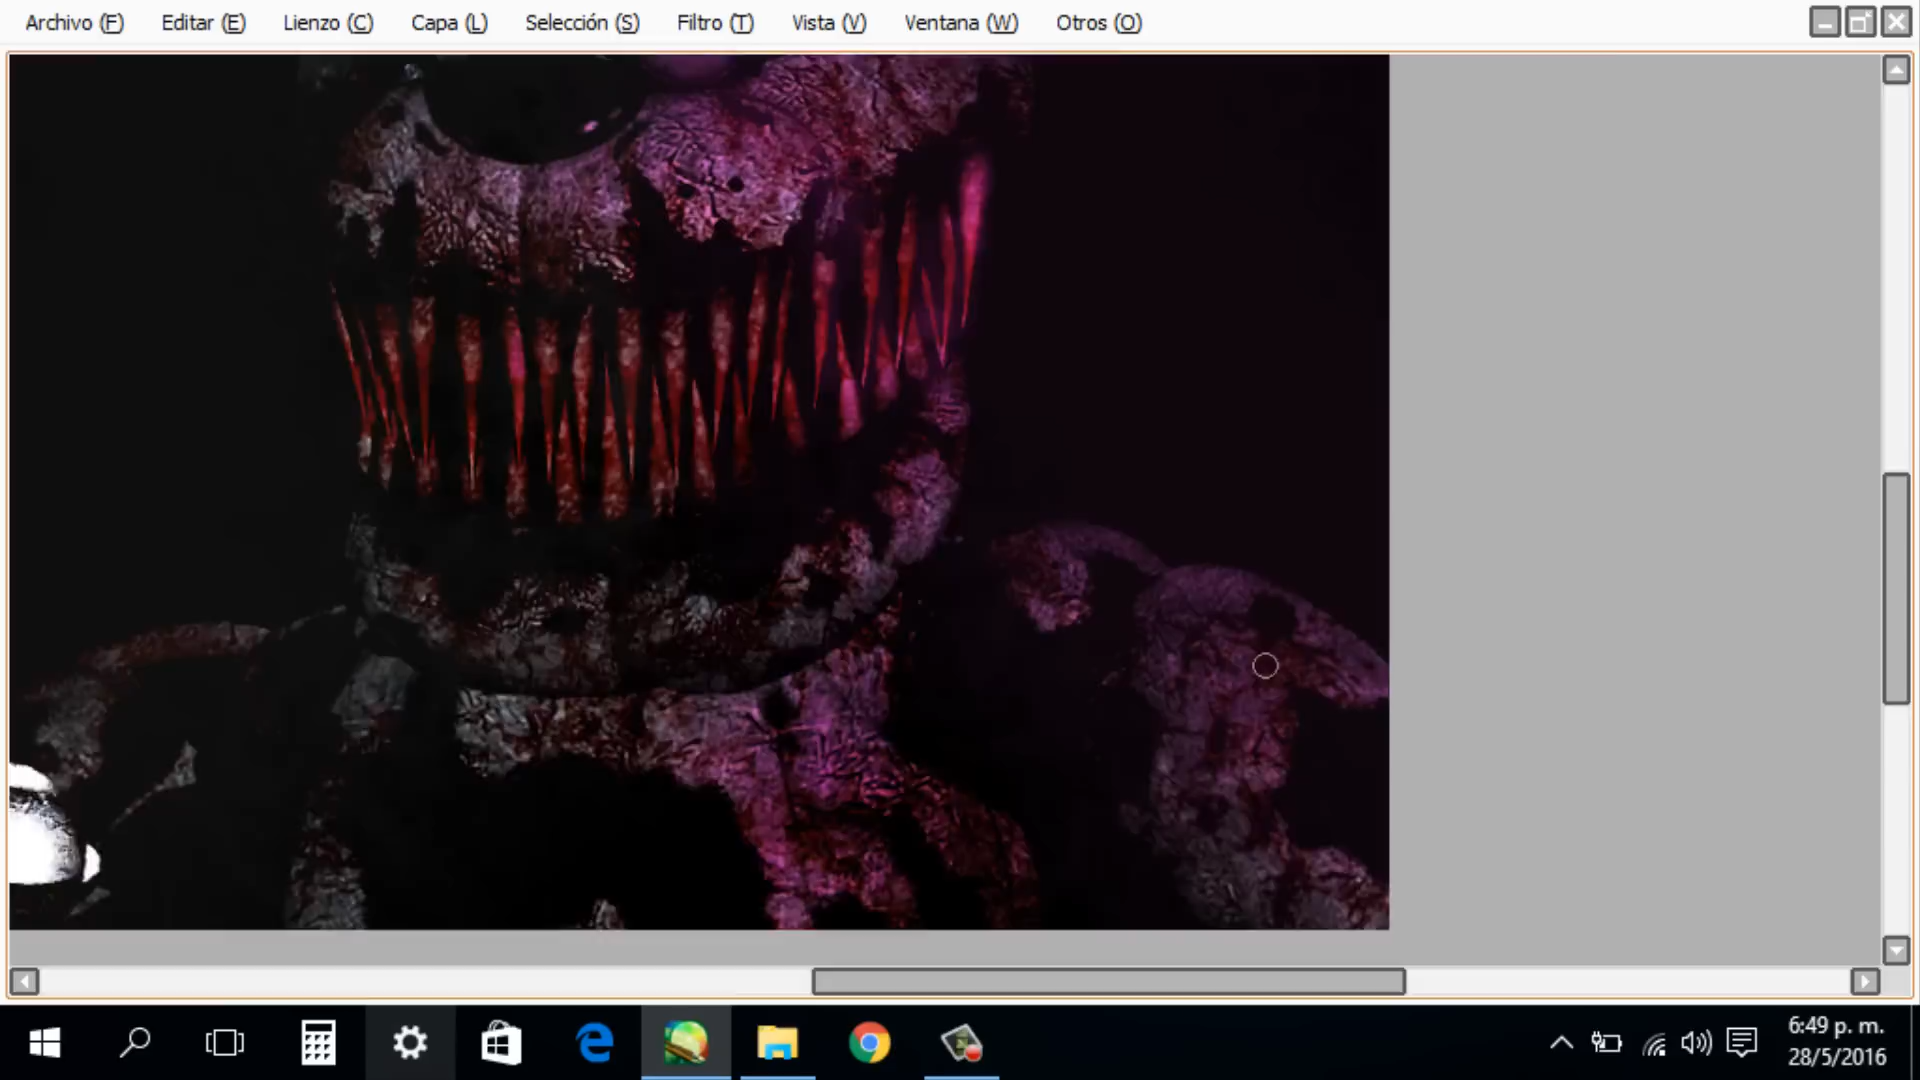 Archivo (F) Editar (E) Lienzo (C) Capa (L) Selección (S) Filtro (T) Vista (V) Ventana (W) Otros (O)
6:49 p. m.
28/5/2016